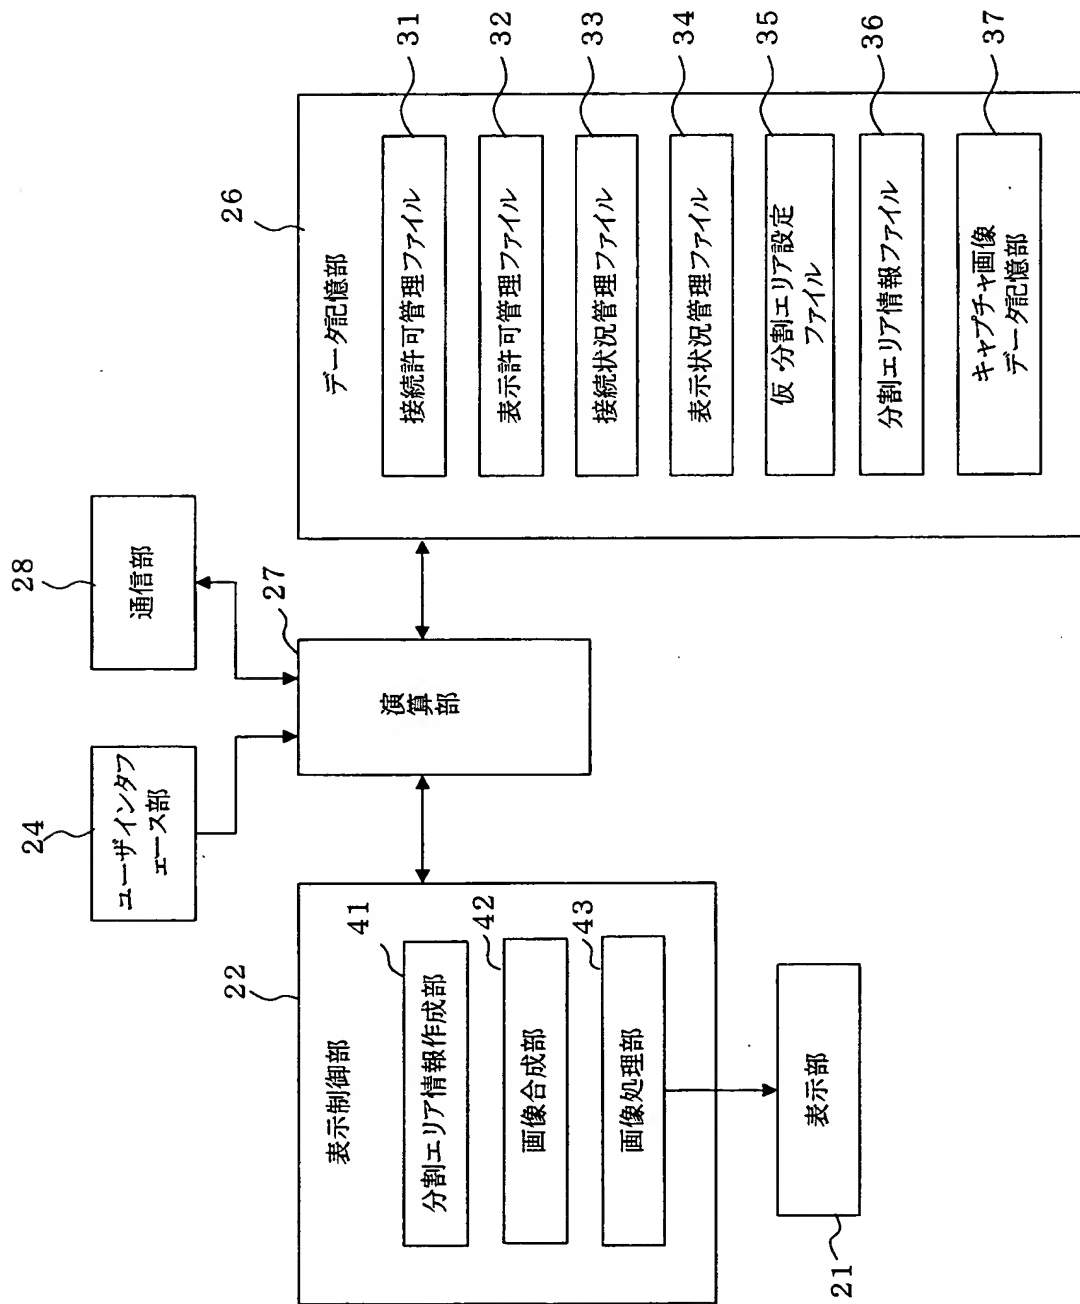 24
ユーザインタフ
ェース部
28
通信部
22
表示制御部
41
分割エリア情報作成部
42
画像合成部
43
画像処理部
21
表示部
27
演算部
26
データ記憶部
接続許可管理ファイル
31
表示許可管理ファイル
32
接続状況管理ファイル
33
表示状況管理ファイル
34
仮・分割エリア設定
ファイル
35
分割エリア情報ファイル
36
キャプチャ画像
データ記憶部
37